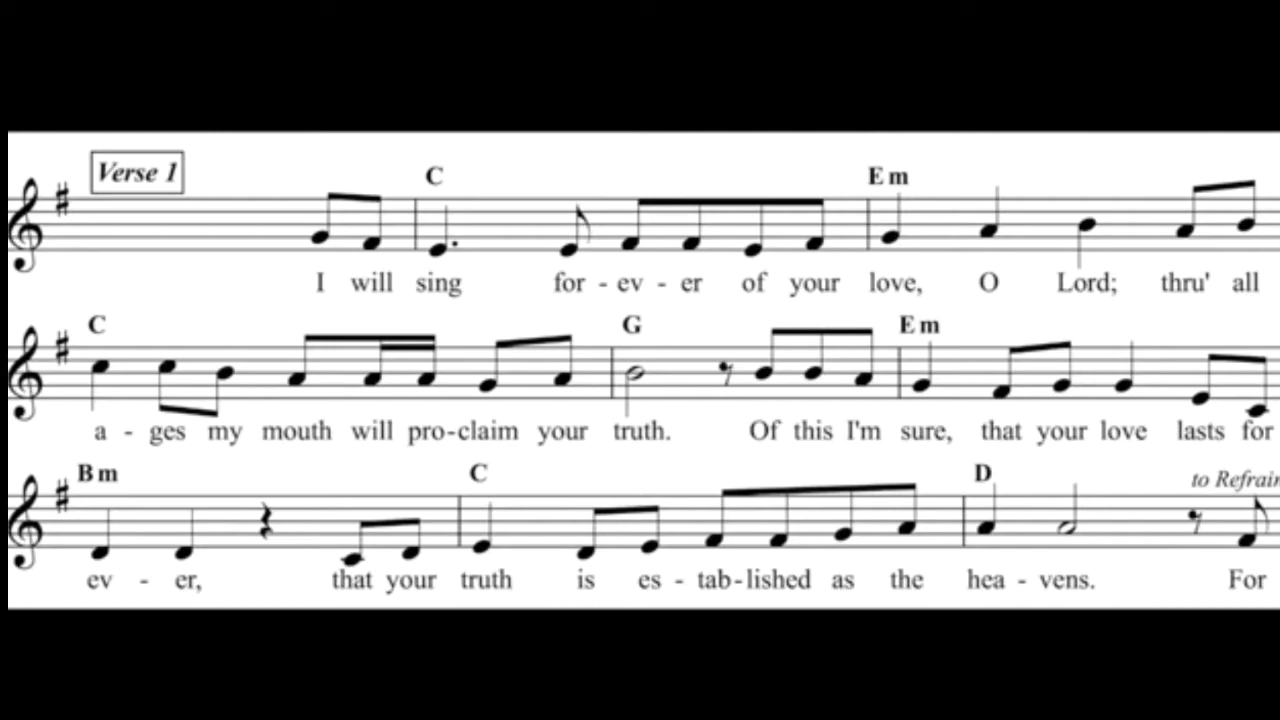 Verse 1
C Em
I will sing for - ev - er of your love, O Lord; thru' all
C G Em
a - ges my mouth will pro-claim your truth. Of this I'm sure, that your love lasts for
Bm C D to Refrain
ev - er, that your truth is es - tab-lished as the hea - vens. For